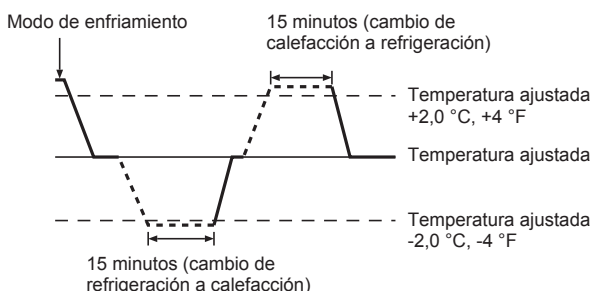 Modo de enfriamiento
15 minutos (cambio de
calefacción a refrigeración)
Temperatura ajustada
+2,0 °C, +4 °F
Temperatura ajustada
Temperatura ajustada
-2,0 °C, -4 °F
15 minutos (cambio de
refrigeración a calefacción)